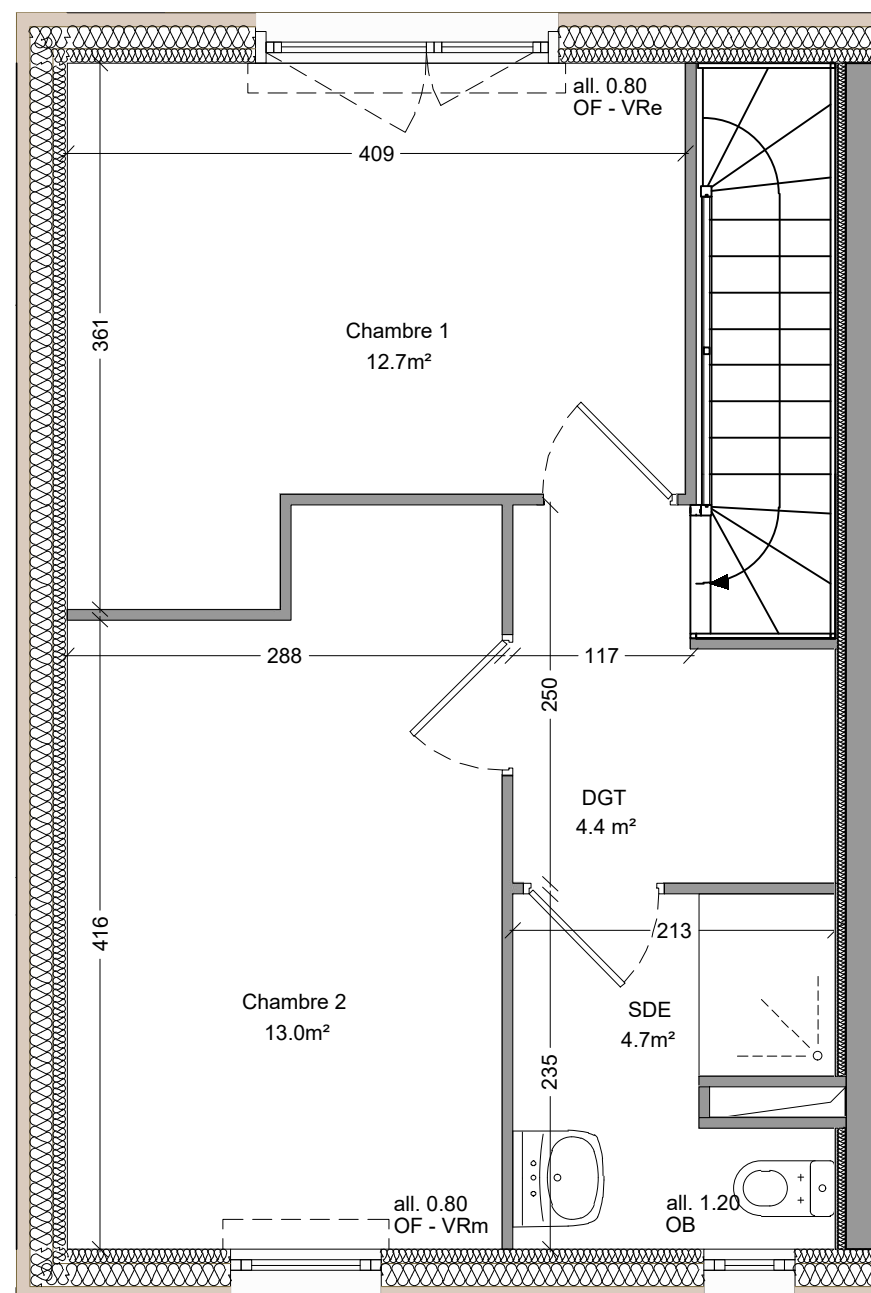 all. 0.80
OF - VRe
409
361
Chambre 1
12.7m²
288
117
250
DGT
4.4 m²
416
213
Chambre 2
13.0m²
SDE
4.7m²
235
all. 0.80
OF - VRm
all. 1.20
OB